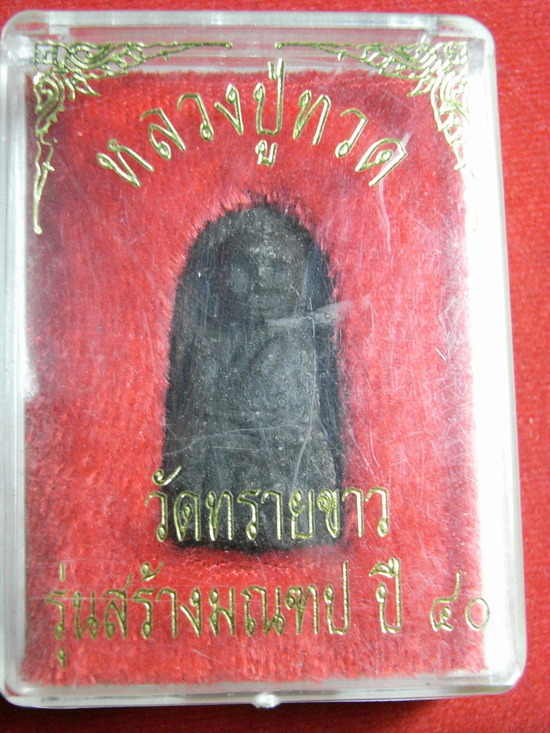 หลวงปู่ทวด
วัดทรายขาว
รุ่นสร้างมณฑป ปี ๔๐